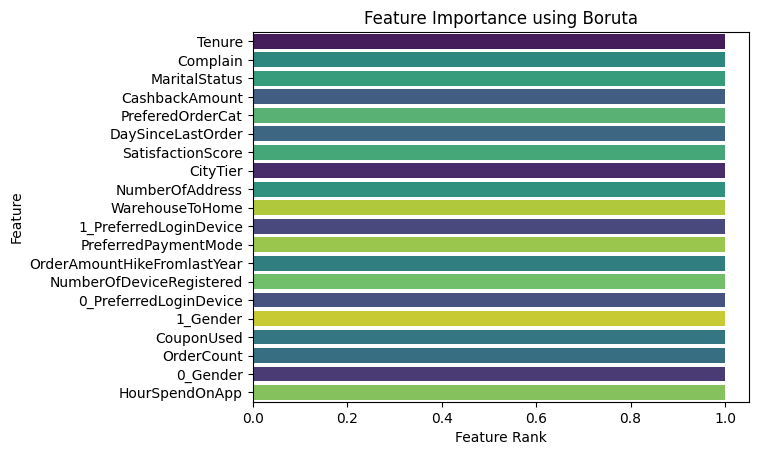 Feature Importance using Boruta
Feature
Tenure
Complain
MaritalStatus
CashbackAmount
PreferedOrderCat
DaySinceLastOrder
SatisfactionScore
CityTier
NumberOfAddress
WarehouseToHome
1_PreferredLoginDevice
PreferredPaymentMode
OrderAmountHikeFromlastYear
NumberOfDeviceRegistered
0_PreferredLoginDevice
1_Gender
CouponUsed
OrderCount
0_Gender
HourSpendOnApp
0.0 0.2 0.4 0.6 0.8 1.0
Feature Rank